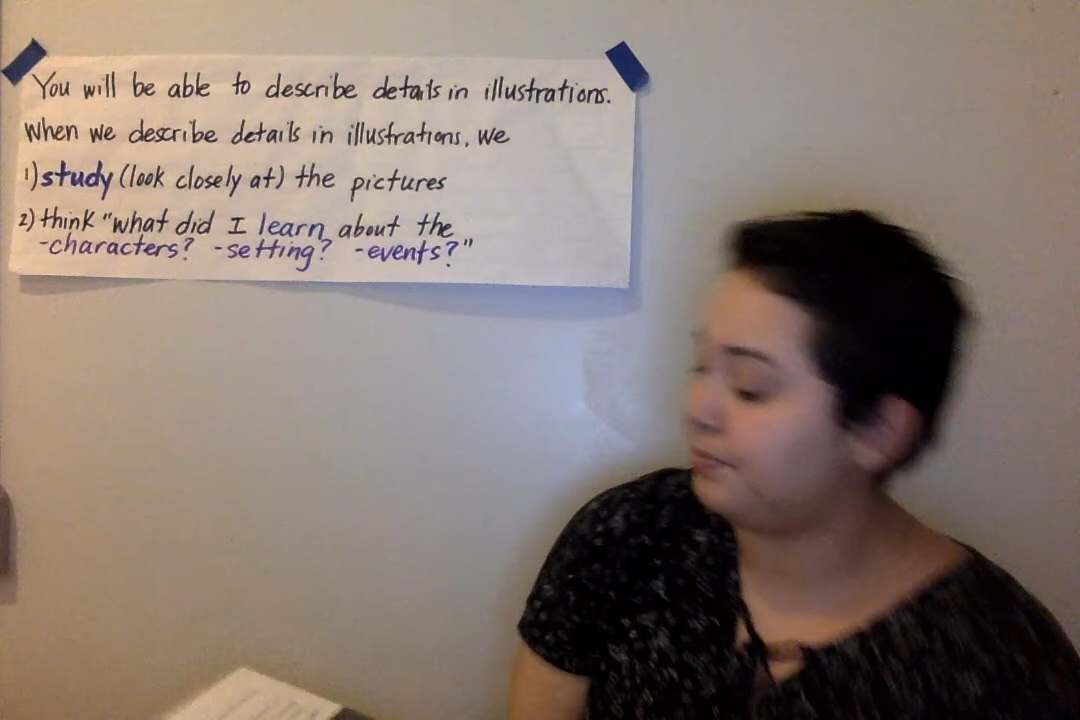 You will be able to describe details in illustrations.
When we describe details in illustrations, we
1) study (look closely at) the pictures
2) think "what did I learn about the
-characters? -setting? -events?"